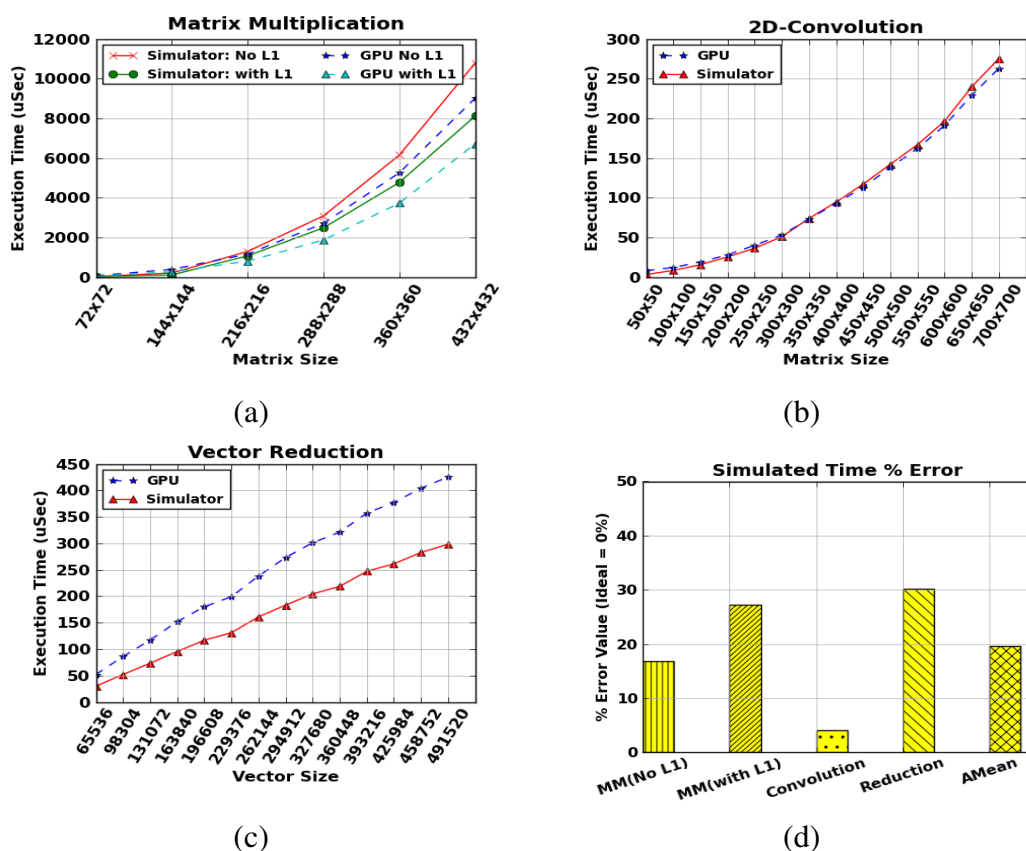 Matrix Multiplication
Execution Time (uSec)
12000
10000
8000
6000
4000
2000
0
Simulator: No L1
Simulator: with L1
GPU No L1
GPU with L1
72x72
144x144
216x216
288x288
360x360
432x432
Matrix Size
(a)
2D-Convolution
Execution Time (uSec)
300
250
200
150
100
50
0
GPU
Simulator
50x50
100x100
150x150
200x200
250x250
300x300
350x350
400x400
450x450
500x500
550x550
600x600
650x650
700x700
Matrix Size
(b)
Vector Reduction
Execution Time (uSec)
450
400
350
300
250
200
150
100
50
0
GPU
Simulator
65536
98304
131072
163840
196608
229376
262144
294912
327680
360448
393216
425984
458752
491520
Vector Size
(c)
Simulated Time % Error
% Error Value (Ideal = 0%)
50
40
30
20
10
0
MM(No L1)
MM(with L1)
Convolution
Reduction
AMean
(d)